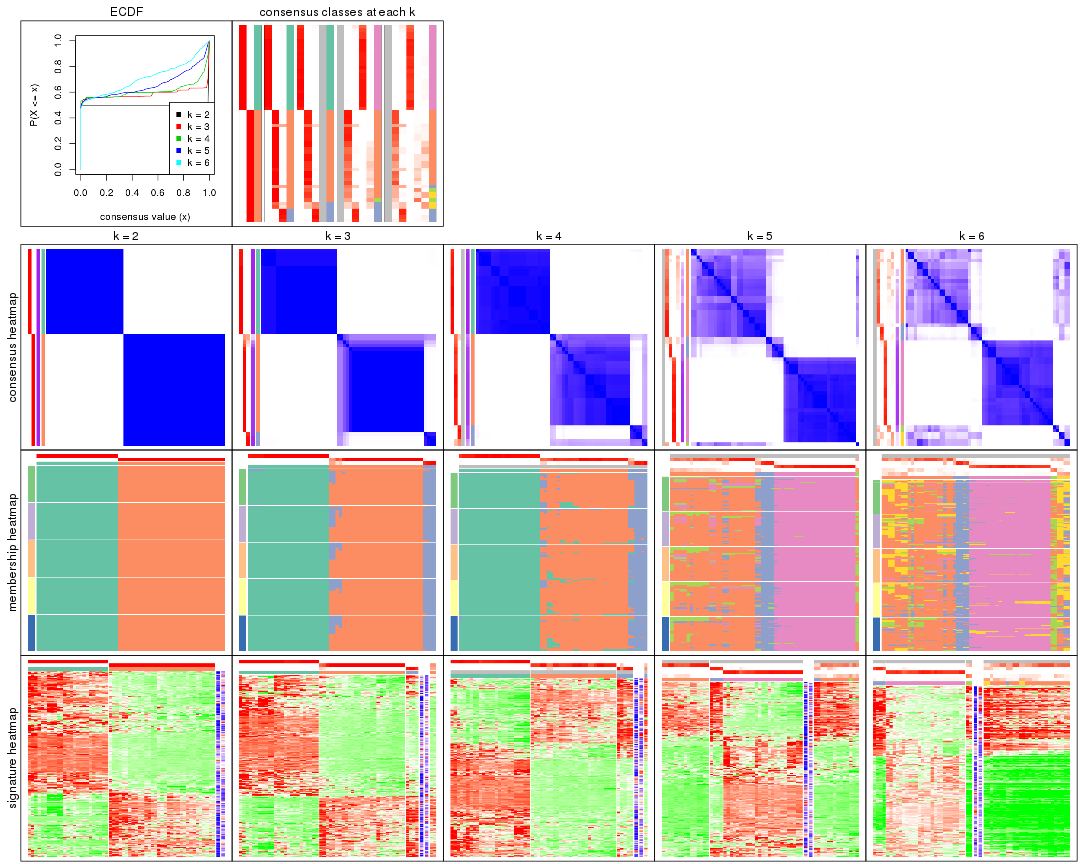 ECDF
consensus classes at each k
P(X <= x)
0.0 0.2 0.4 0.6 0.8 1.0
k = 2
k = 3
k = 4
k = 5
k = 6
0.0 0.2 0.4 0.6 0.8 1.0
consensus value (x)
k = 2
k = 3
k = 4
k = 5
k = 6
consensus heatmap
membership heatmap
signature heatmap